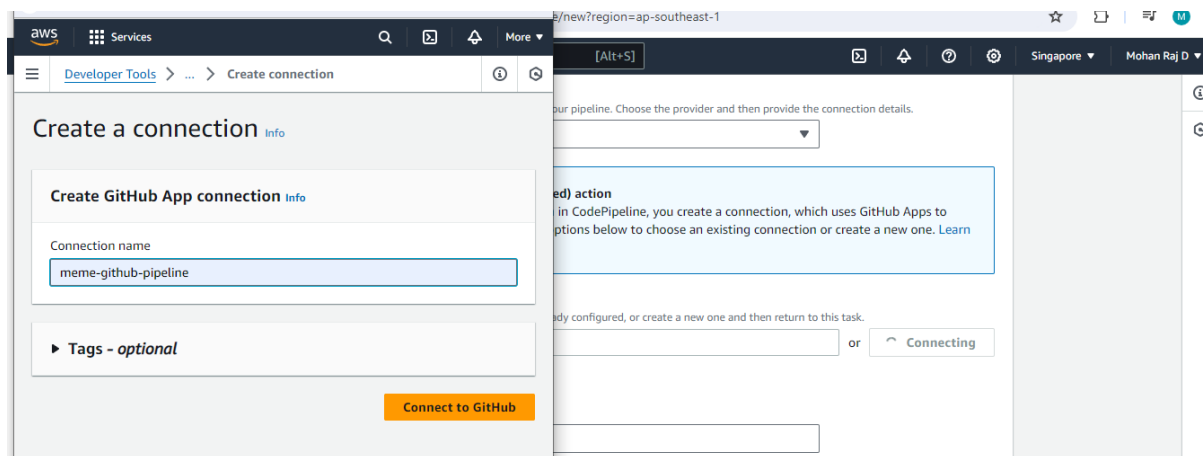 e/new?region=ap-southeast-1
M
aws
Services
More ▼
[Alt+S]
Singapore ▼
Mohan Raj D ▼
Developer Tools > ... > Create connection
Create a connection Info
Create GitHub App connection Info
Connection name
meme-github-pipeline
Tags - optional
Connect to GitHub
our pipeline. Choose the provider and then provide the connection details.
ed) action
in CodePipeline, you create a connection, which uses GitHub Apps to
ptions below to choose an existing connection or create a new one. Learn
ady configured, or create a new one and then return to this task.
or
Connecting